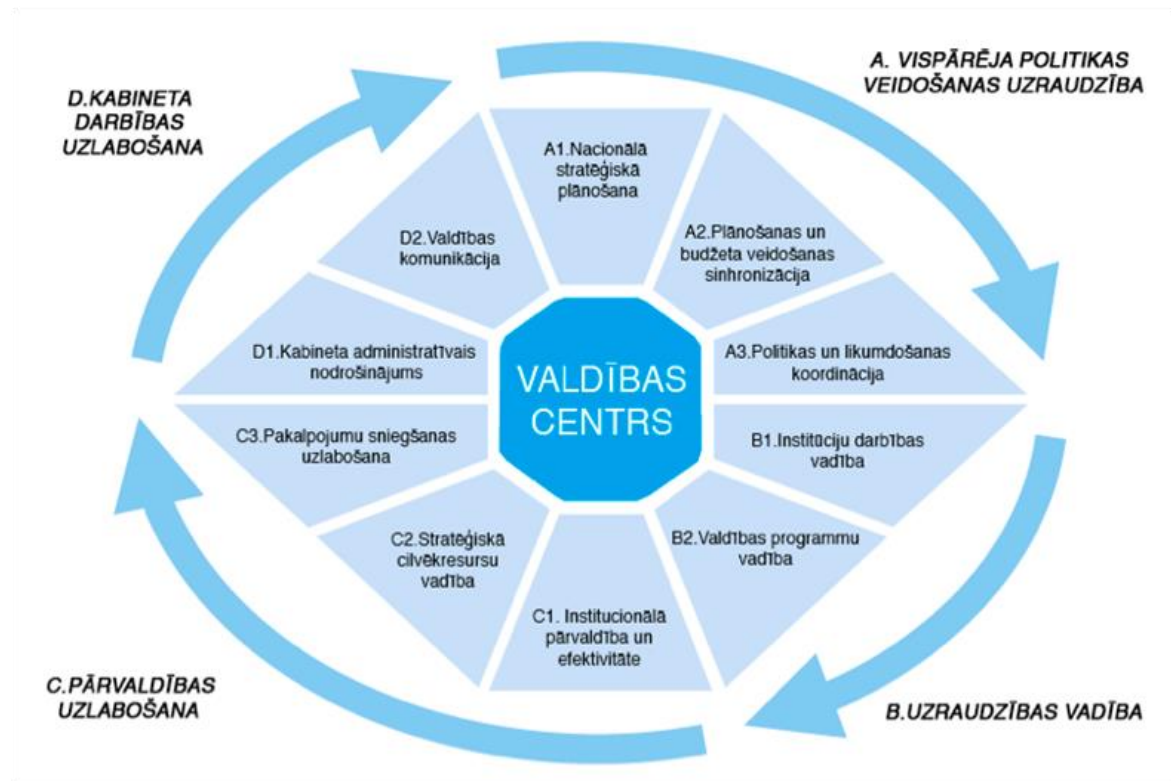 A. VISPĀRĒJA POLITIKAS
VEIDOŠANAS UZRAUDZĪBA
D.KABINETA
DARBĪBAS
UZLABOŠANA
A1.Nacionālā
stratēģiskā
plānošana
A2.Plānošanas un
budžeta veidošanas
sinhronizācija
D2.Valdības
komunikācija
D1.Kabineta administratīvais
nodrošinājums
VALDĪBAS
CENTRS
A3.Politikas un likumdošanas
koordinācija
C3.Pakalpojumu sniegšanas
uzlabošana
B1.Institūciju darbības
vadība
C2.Stratēģiskā
cilvēkresursu
vadība
B2.Valdības programmu
vadība
C1. Institucionālā
pārvaldība un
efektivitāte
C.PĀRVALDĪBAS
UZLABOŠANA
B.UZRAUDZĪBAS VADĪBA